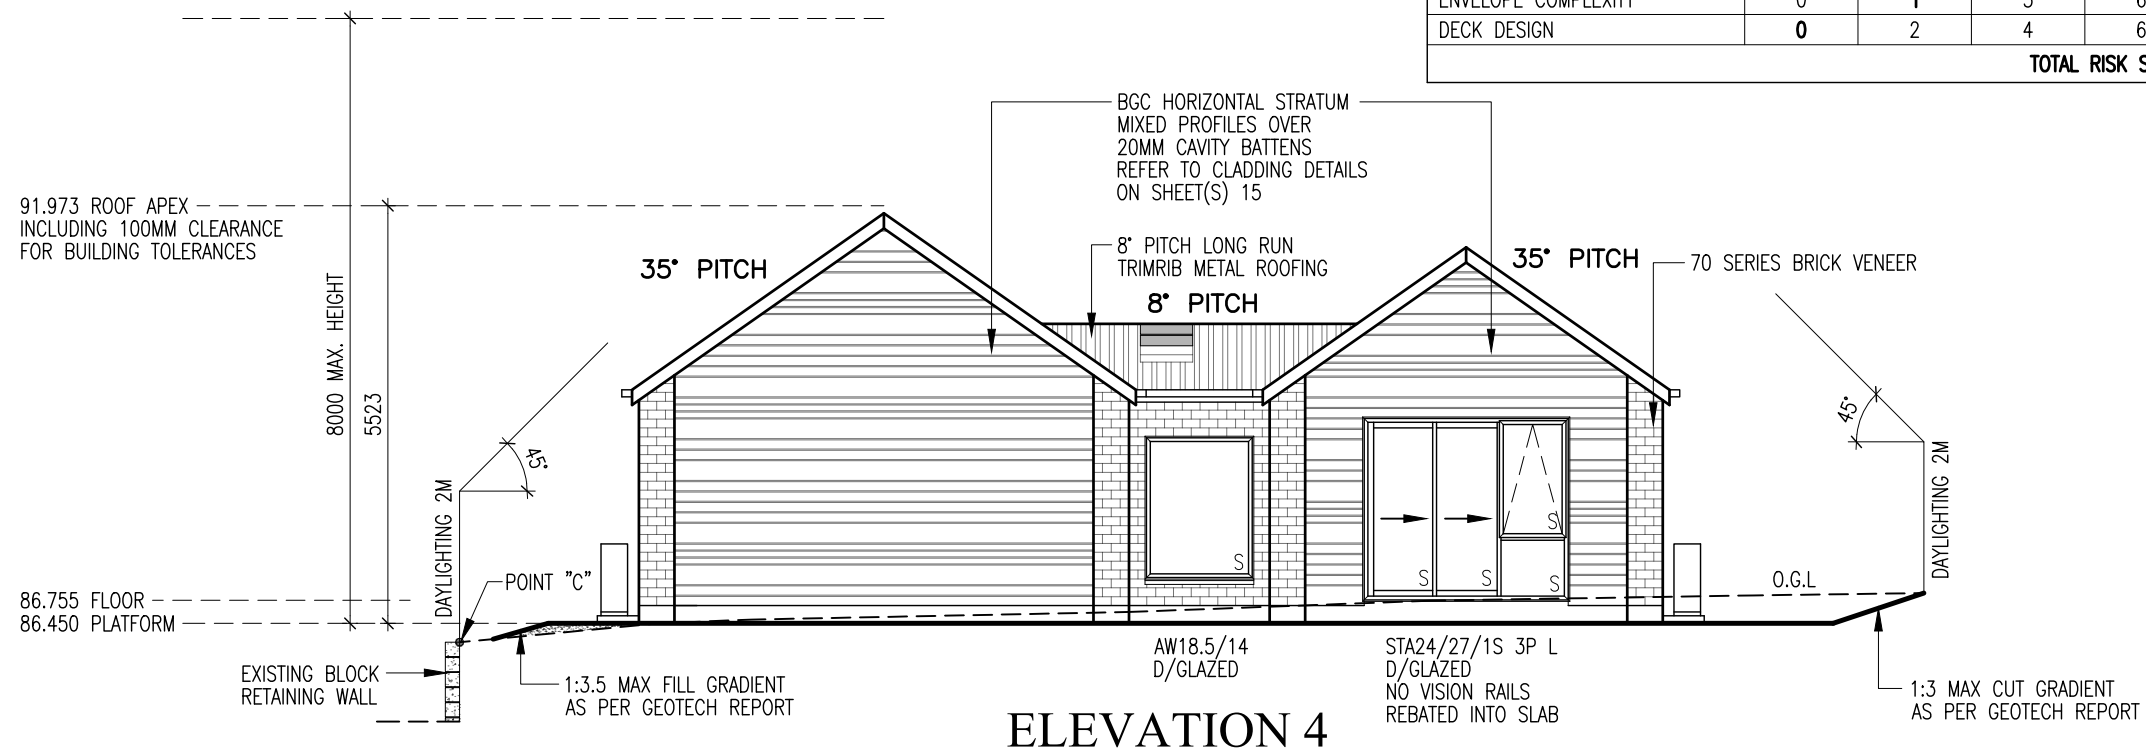 ENVELOPE COMPLEXITY 0 1 3 6
DECK DESIGN 0 2 4 6
TOTAL RISK S
BGC HORIZONTAL STRATUM
MIXED PROFILES OVER
20MM CAVITY BATTENS
REFER TO CLADDING DETAILS
ON SHEET(S) 15
91.973 ROOF APEX
INCLUDING 100MM CLEARANCE
FOR BUILDING TOLERANCES
8000 MAX. HEIGHT
5523
35° PITCH
8° PITCH LONG RUN
TRIMRIB METAL ROOFING
8° PITCH
35° PITCH
70 SERIES BRICK VENEER
45°
45°
DAYLIGHTING 2M
DAYLIGHTING 2M
POINT "C"
S
S
S
S
S
O.G.L
86.755 FLOOR
86.450 PLATFORM
EXISTING BLOCK
RETAINING WALL
1:3.5 MAX FILL GRADIENT
AS PER GEOTECH REPORT
AW18.5/14
D/GLAZED
STA24/27/1S 3P L
D/GLAZED
NO VISION RAILS
REBATED INTO SLAB
1:3 MAX CUT GRADIENT
AS PER GEOTECH REPORT
ELEVATION 4